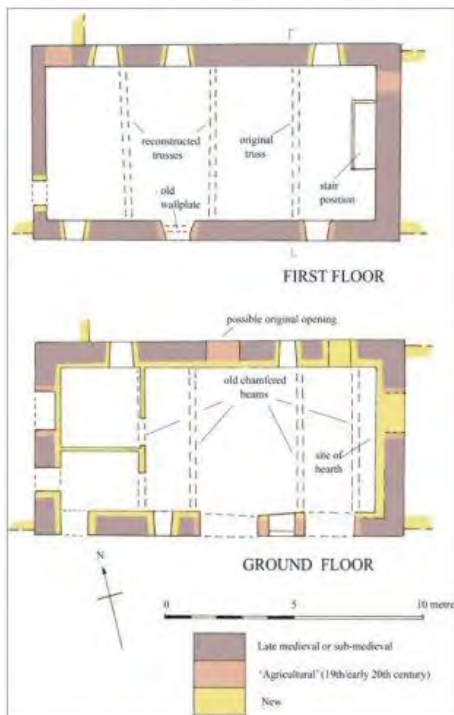 reconstructed
trusses
original
truss
stair
position
old
wallplate
FIRST FLOOR
possible original opening
old chamfered
beams
site of
hearth
GROUND FLOOR
N
0 5 10 metre
Late medieval or sub-medieval
'Agricultural' (19th/early 20th century)
New